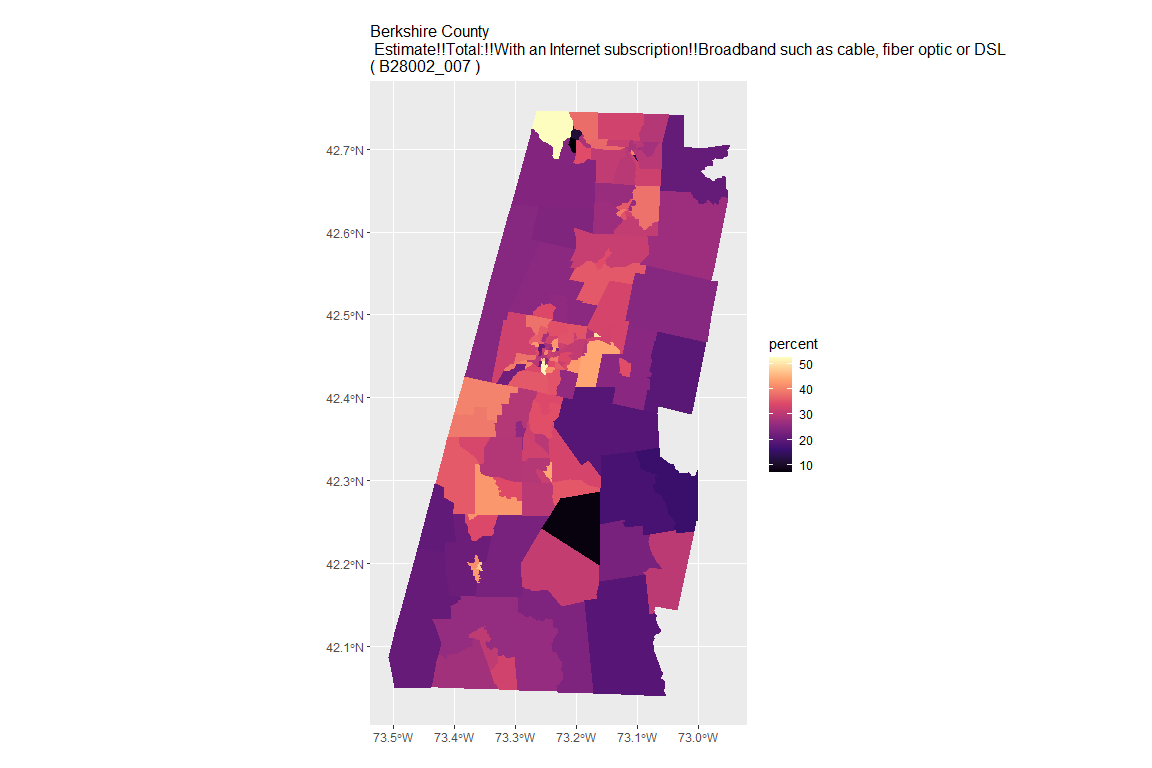 Berkshire County
Estimate!!Total:!!With an Internet subscription!!Broadband such as cable, fiber optic or DSL
( B28002_007 )
42.7°N
42.6°N
42.5°N
42.4°N
42.3°N
42.2°N
42.1°N
73.5°W 73.4°W 73.3°W 73.2°W 73.1°W 73.0°W
percent
50
40
30
20
10